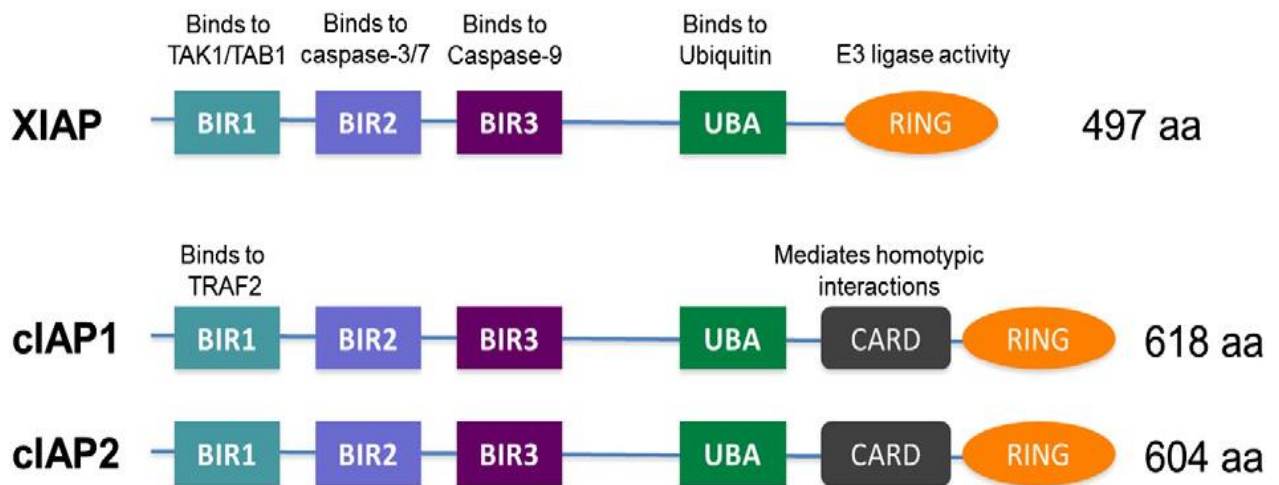 Binds to TAK1/TAB1
Binds to caspase-3/7
Binds to Caspase-9
Binds to Ubiquitin
E3 ligase activity
XIAP BIR1 BIR2 BIR3 UBA RING 497 aa
Binds to TRAF2
Mediates homotypic interactions
cIAP1 BIR1 BIR2 BIR3 UBA CARD RING 618 aa
cIAP2 BIR1 BIR2 BIR3 UBA CARD RING 604 aa